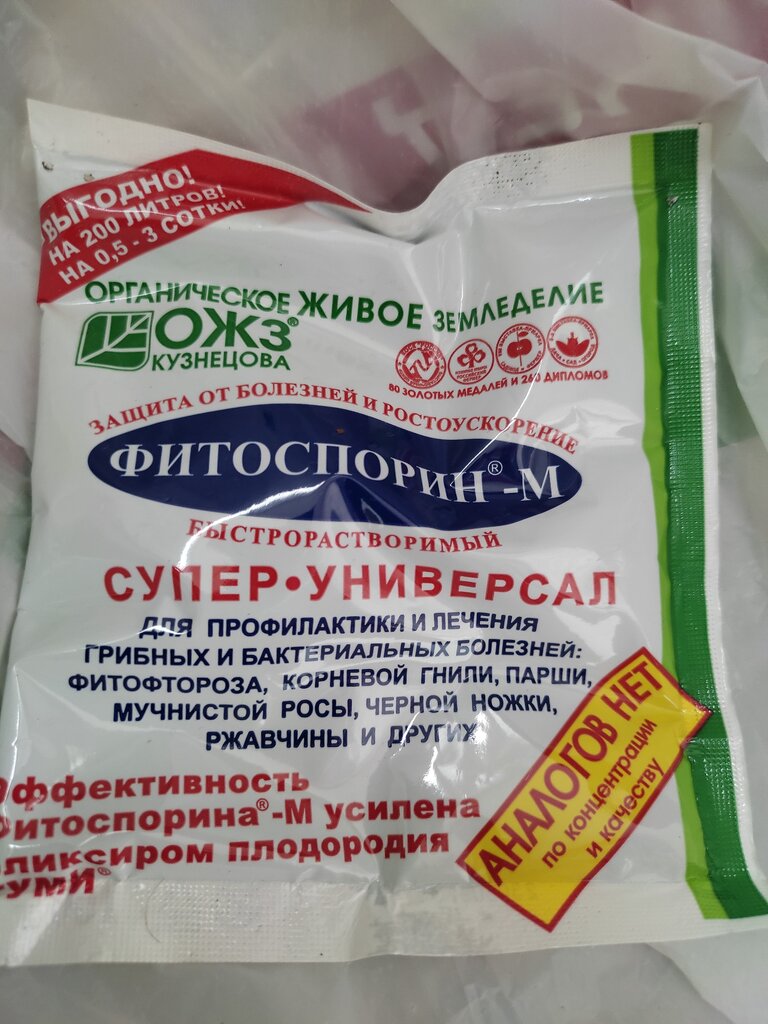 ВЫГОДНО!
НА 200 ЛИТРОВ!
НА 0,5 - 3 СОТКИ!
ОРГАНИЧЕСКОЕ ЖИВОЕ ЗЕМЛЕДЕЛИЕ
ОЖЗ®
КУЗНЕЦОВА
80 ЗОЛОТЫХ МЕДАЛЕЙ И 260 ДИПЛОМОВ
ЗАЩИТА ОТ БОЛЕЗНЕЙ И РОСТОУСКОРЕНИЕ
ФИТОСПОРИН®-М
БЫСТРОРАСТВОРИМЫЙ
СУПЕР•УНИВЕРСАЛ
ДЛЯ ПРОФИЛАКТИКИ И ЛЕЧЕНИЯ
ГРИБНЫХ И БАКТЕРИАЛЬНЫХ БОЛЕЗНЕЙ:
ФИТОФТОРОЗА, КОРНЕВОЙ ГНИЛИ, ПАРШИ,
МУЧНИСТОЙ РОСЫ, ЧЕРНОЙ НОЖКИ,
РЖАВЧИНЫ И ДРУГИХ
Эффективность
Фитоспорина®-М усилена
эликсиром плодородия
Гуми®
АНАЛОГОВ НЕТ
по концентрации
и качеству